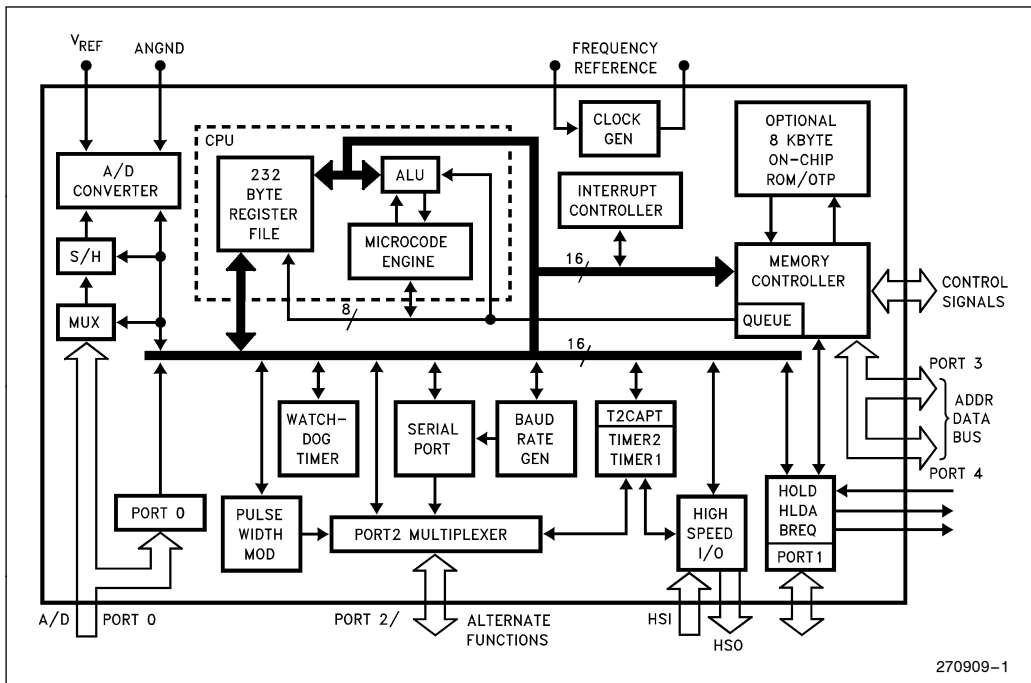 VREF
ANGND
FREQUENCY
REFERENCE
CPU
CLOCK
GEN
OPTIONAL
8 KBYTE
ON-CHIP
ROM/OTP
A/D
CONVERTER
232
BYTE
REGISTER
FILE
ALU
INTERRUPT
CONTROLLER
S/H
MICROCODE
ENGINE
16
MEMORY
CONTROLLER
CONTROL
SIGNALS
MUX
8
QUEUE
16
PORT 3
WATCH-
DOG
TIMER
SERIAL
PORT
BAUD
RATE
GEN
T2CAPT
TIMER2
TIMER1
ADDR
DATA
BUS
PORT 4
PORT 0
PULSE
WIDTH
MOD
PORT2 MULTIPLEXER
HIGH
SPEED
I/O
HOLD
HLDA
BREQ
PORT1
A/D
PORT 0
PORT 2/
ALTERNATE
FUNCTIONS
HSI
HSO
270909-1